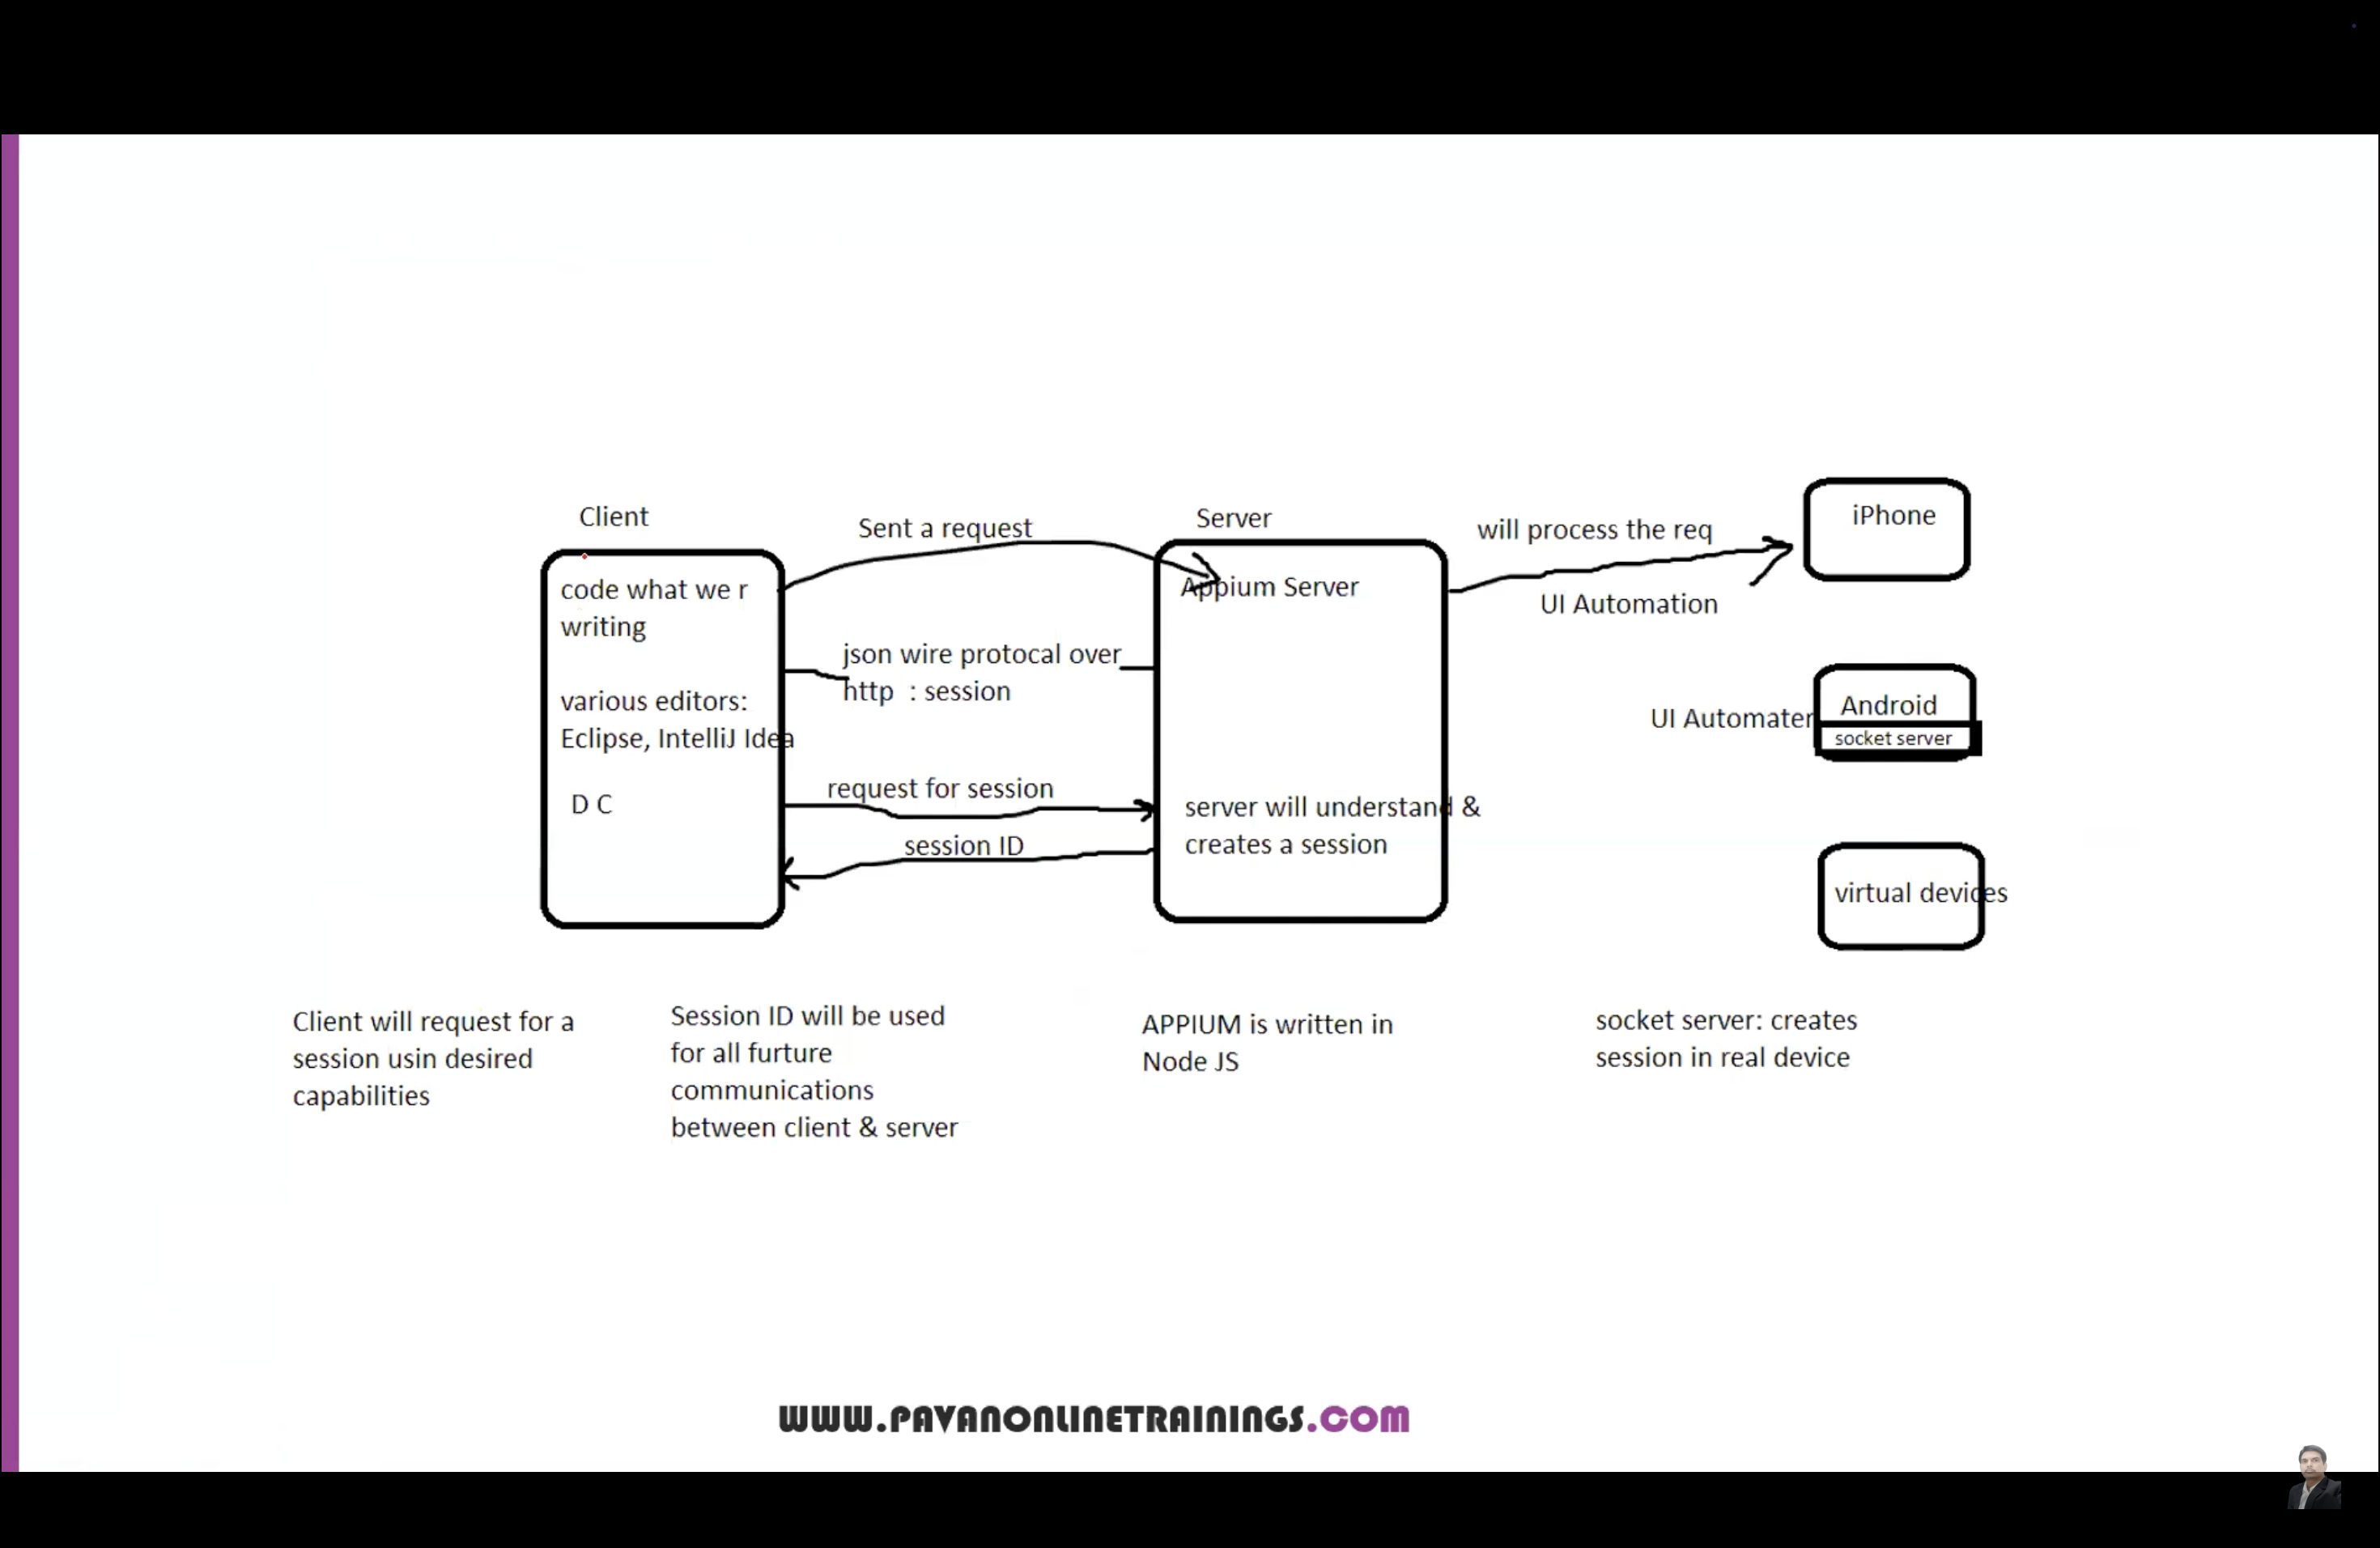 Client
code what we r
writing
various editors:
Eclipse, IntelliJ Idea
D C
Sent a request
json wire protocal over
http : session
request for session
session ID
Server
Appium Server
server will understand &
creates a session
will process the req
UI Automation
iPhone
UI Automater
Android
socket server
virtual devices
Client will request for a
session usin desired
capabilities
Session ID will be used
for all furture
communications
between client & server
APPIUM is written in
Node JS
socket server: creates
session in real device
WWW.PAVANONLINETRAININGS.COM